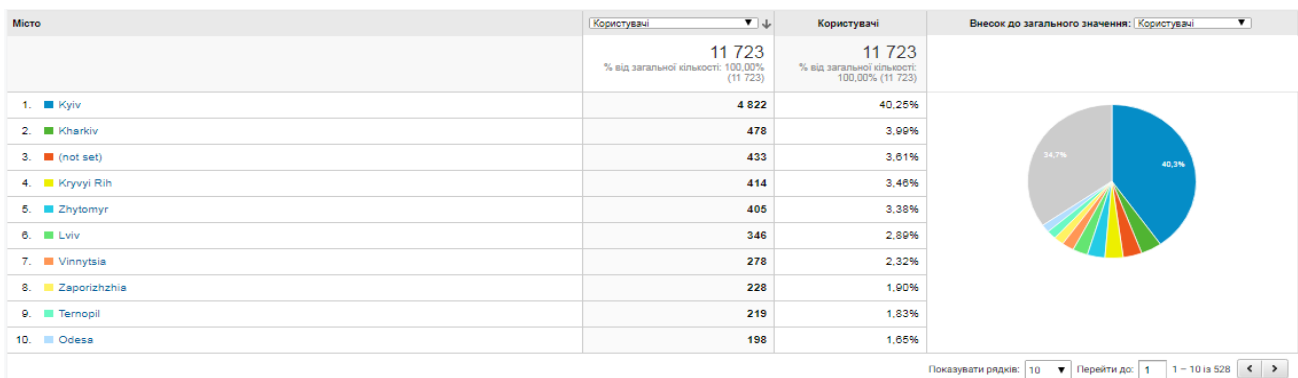 Місто Користувачі Користувачі Внесок до загального значення: Користувачі
11 723 11 723
% від загальної кількості: 100,00% % від загальної кількості:
(11 723) 100,00% (11 723)
1. Kyiv 4 822 40,25%
2. Kharkiv 478 3,99%
3. (not set) 433 3,61%
4. Kryvyi Rih 414 3,46%
5. Zhytomyr 405 3,38%
6. Lviv 346 2,89%
7. Vinnytsia 278 2,32%
8. Zaporizhzhia 228 1,90%
9. Ternopil 219 1,83%
10. Odesa 198 1,65%
34,7%
40,3%
Показувати рядків: 10 Перейти до: 1 1 – 10 із 528